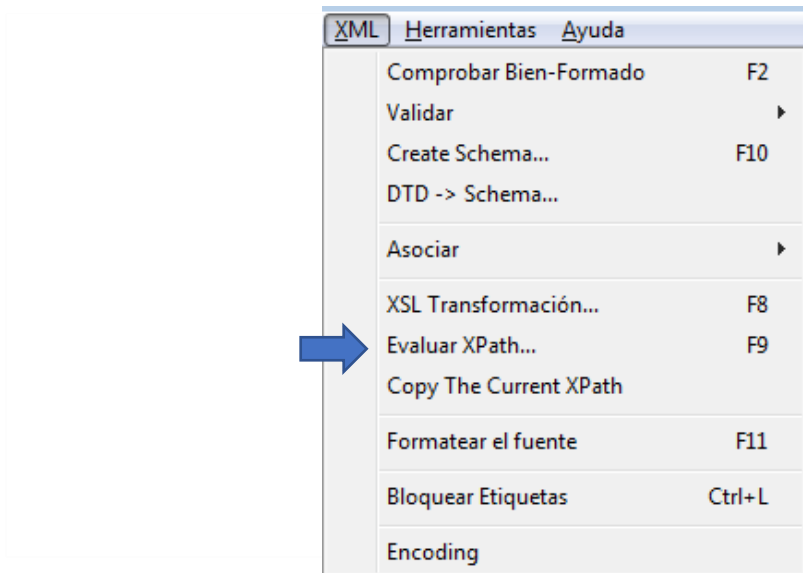 XML Herramientas Ayuda
Comprobar Bien-Formado F2
Validar
Create Schema... F10
DTD -> Schema...
Asociar
XSL Transformación... F8
Evaluar XPath... F9
Copy The Current XPath
Formatear el fuente F11
Bloquear Etiquetas Ctrl+L
Encoding